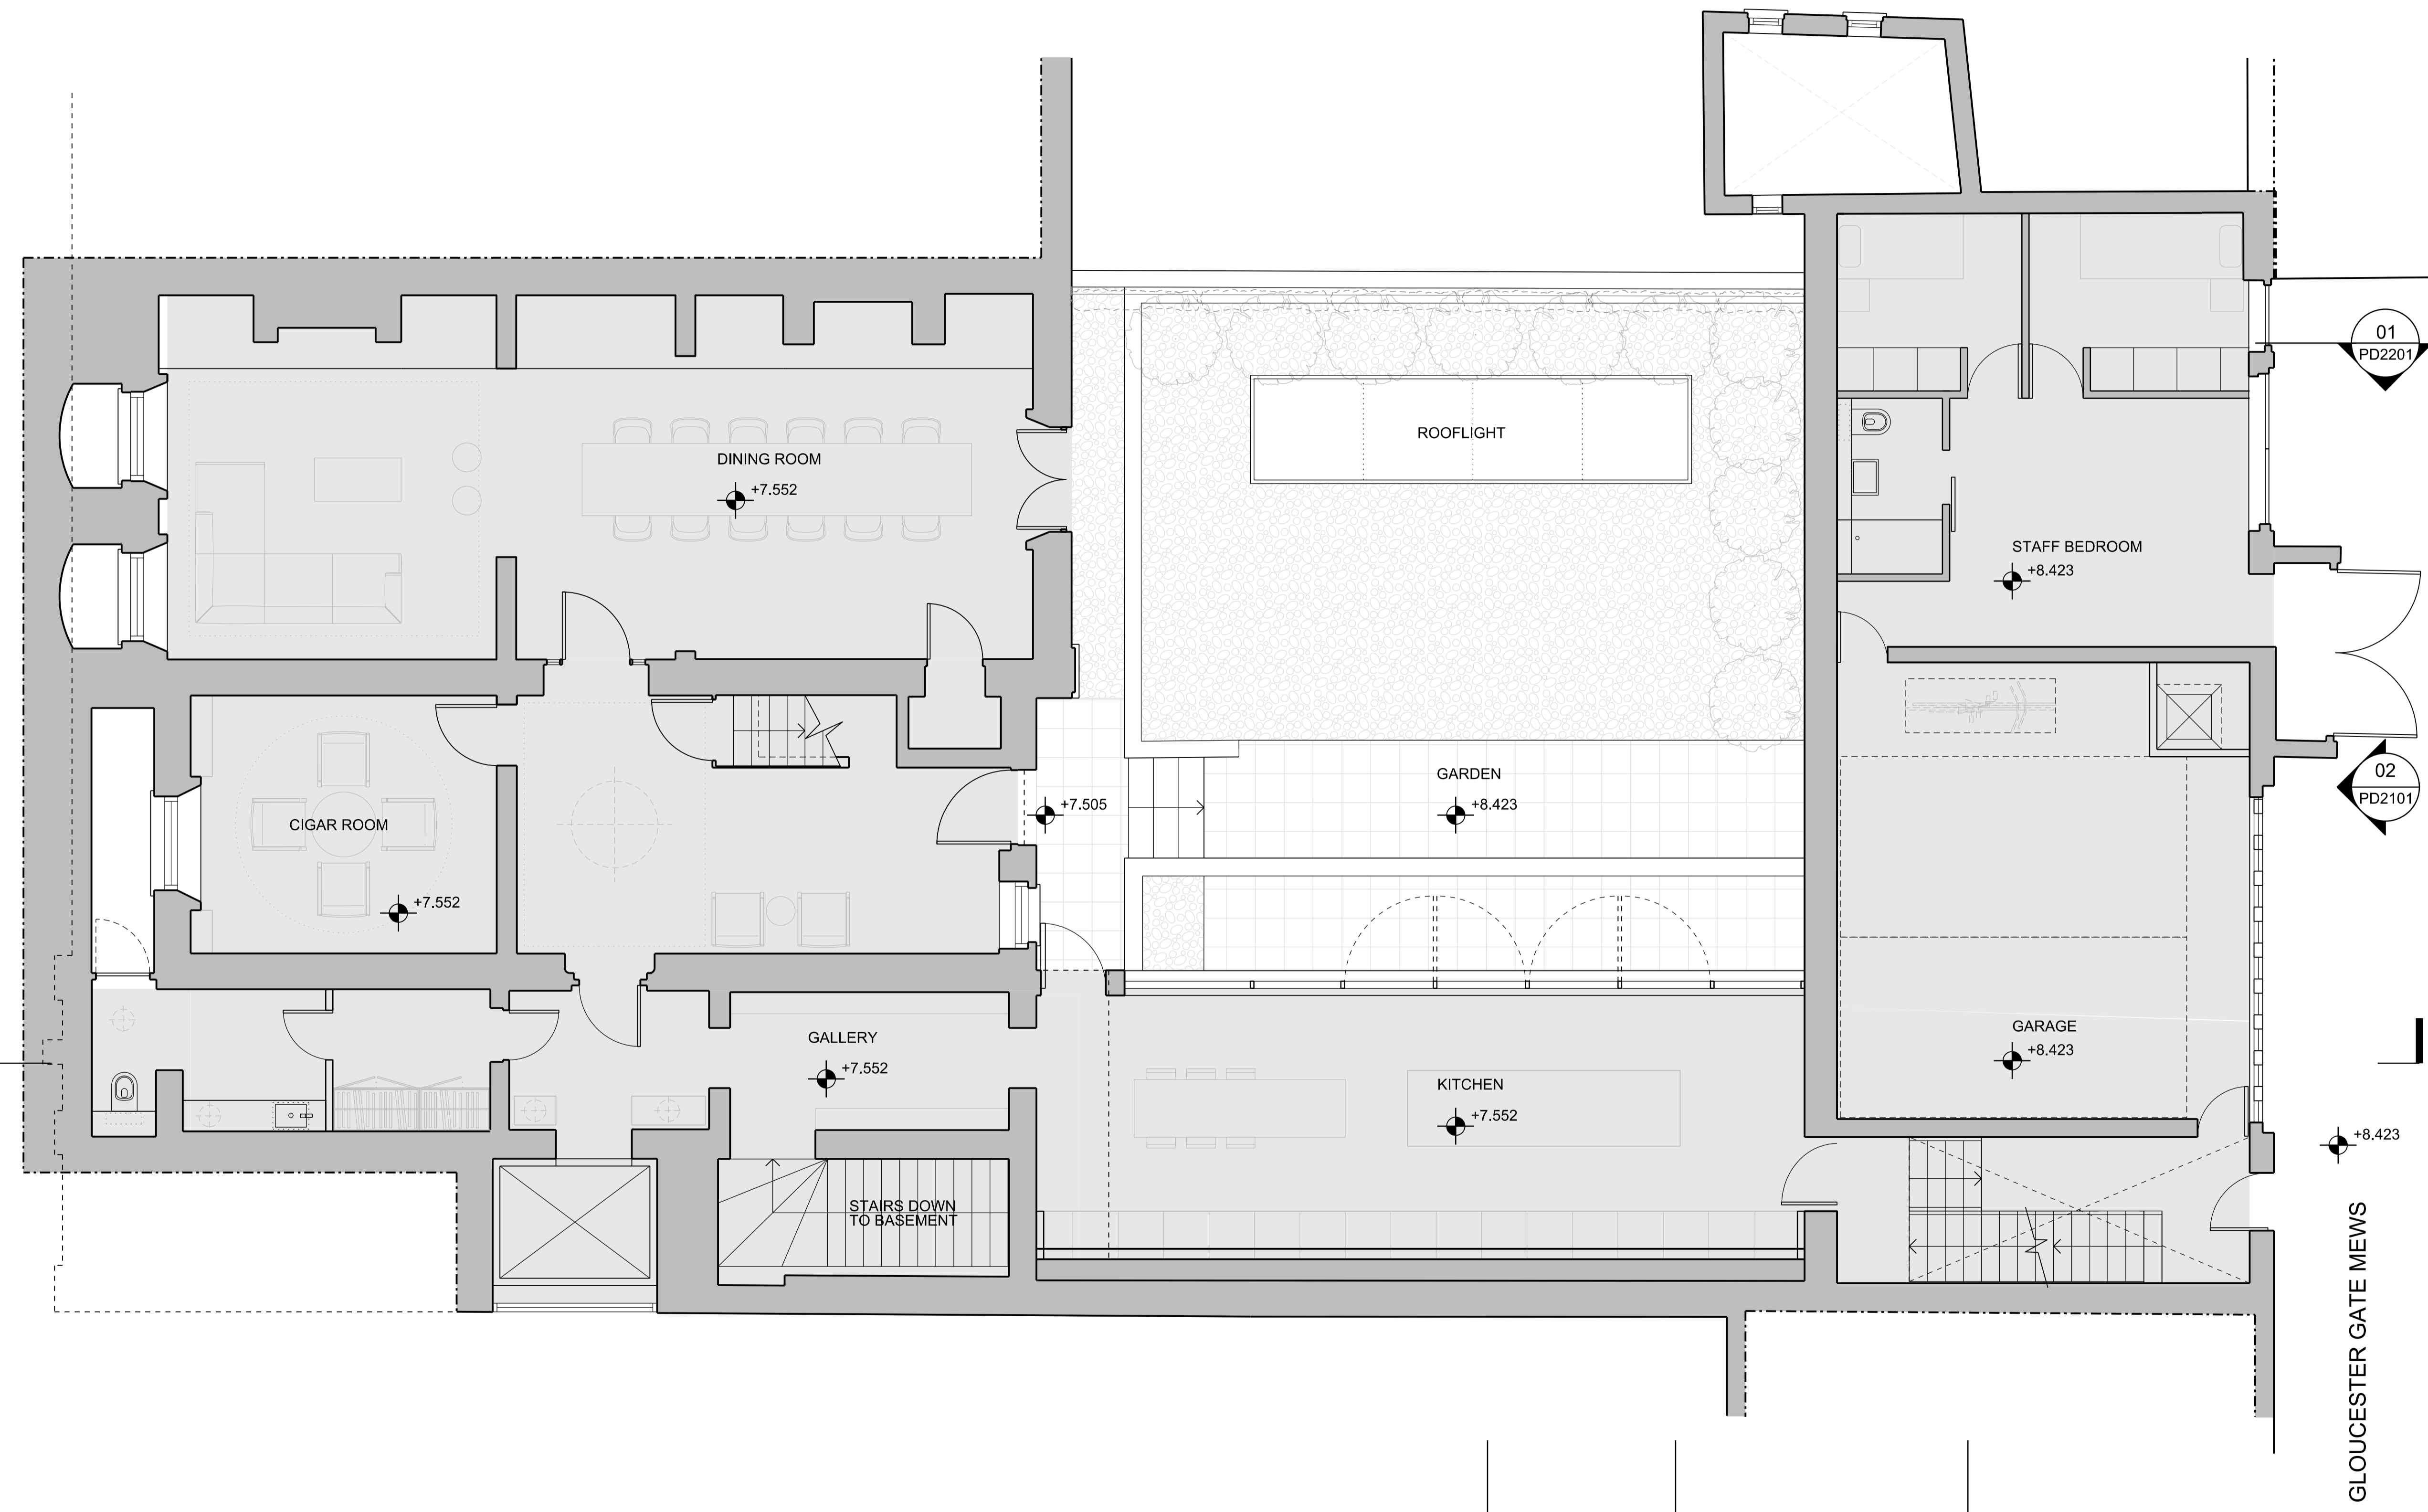 01
PD2201
ROOFLIGHT
DINING ROOM
+7.552
STAFF BEDROOM
+8.423
02
PD2101
GARDEN
+8.423
+7.505
CIGAR ROOM
+7.552
GARAGE
+8.423
GALLERY
+7.552
KITCHEN
+7.552
+8.423
STAIRS DOWN
TO BASEMENT
GLOUCESTER GATE MEWS